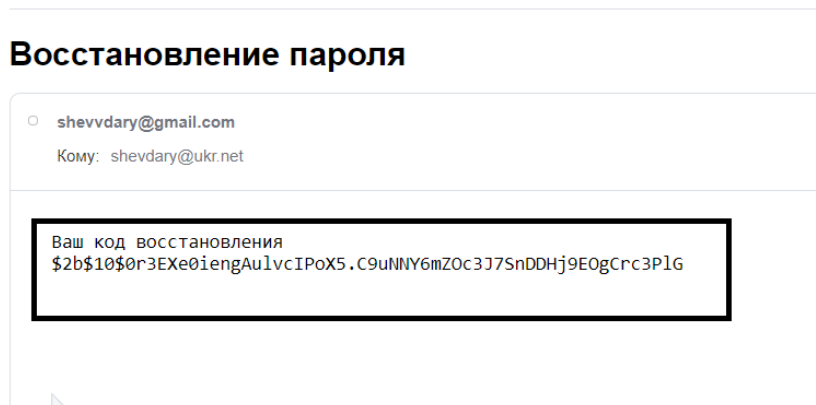 Восстановление пароля
shevvdary@gmail.com
Кому: shevdary@ukr.net
Ваш код восстановления
$2b$10$0r3EXe0iengAulvcIPoX5.C9uNNY6mZOc3J7SnDDHj9EOgCrc3PlG